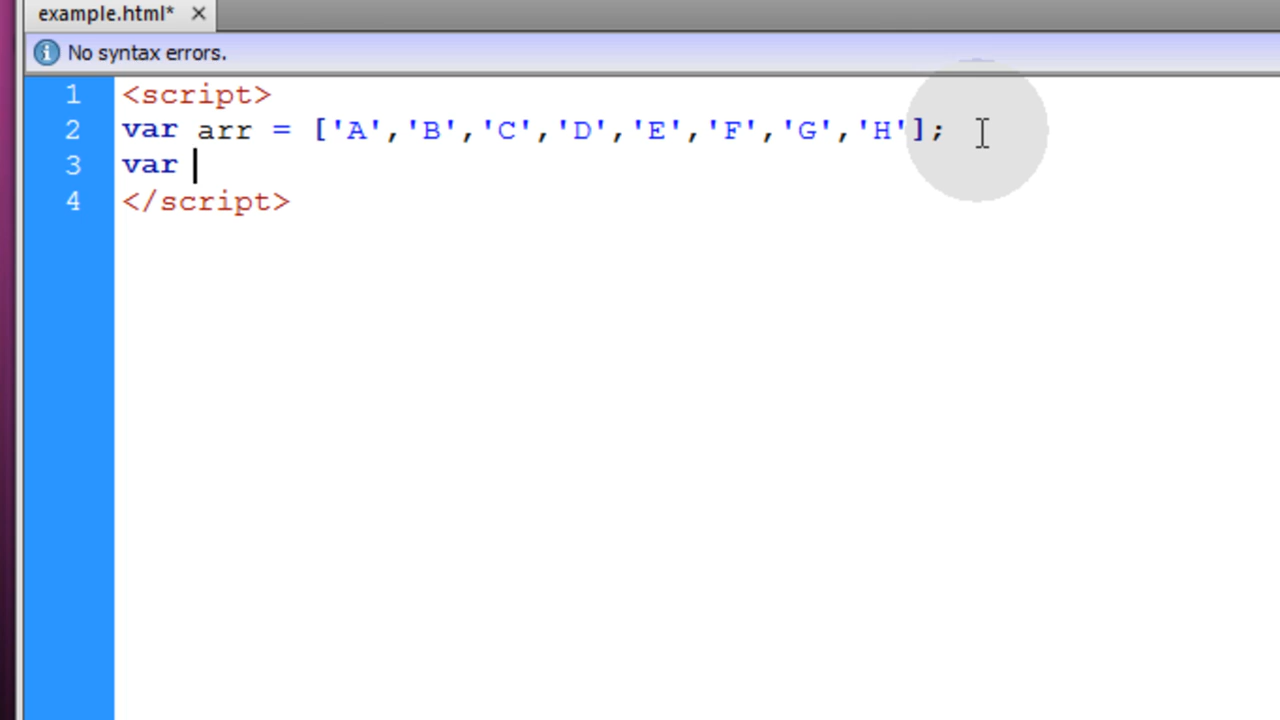 example.html* ×
No syntax errors.
1 <script>
2 var arr = ['A','B','C','D','E','F','G','H'];
3 var
4 </script>